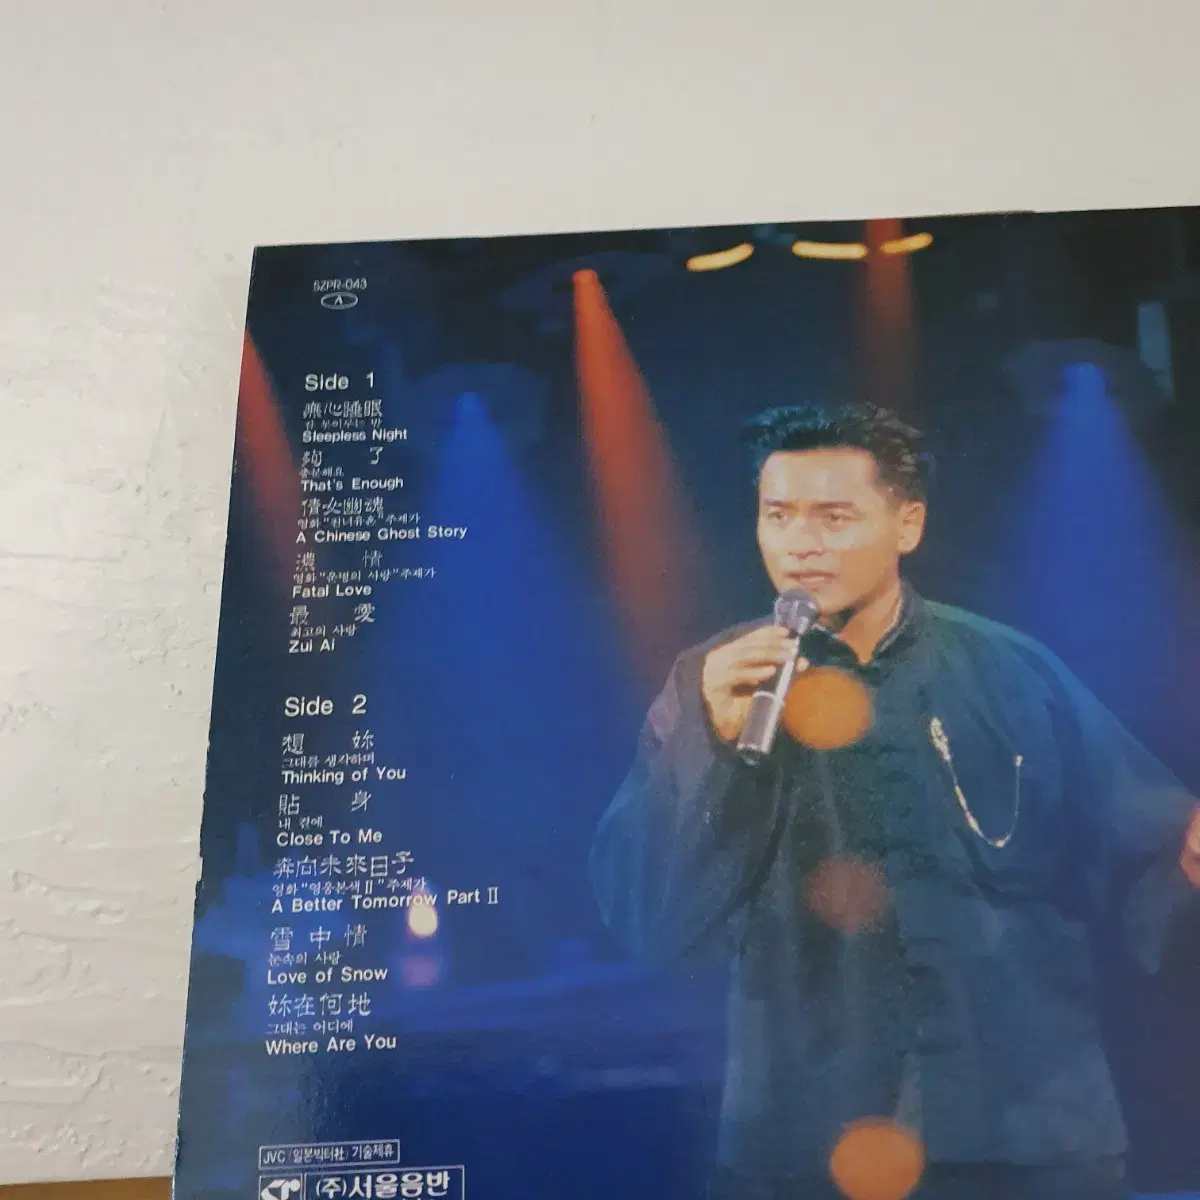 SZPR-043
A
Side 1
無心睡眠
잠 못이루는 밤
Sleepless Night
夠了
충분해요
That's Enough
倩女幽魂
영화 "천녀유혼" 주제가
A Chinese Ghost Story
濃情
영화 "운명의 사랑" 주제가
Fatal Love
最愛
최고의 사랑
Zui Ai
Side 2
想妳
그대를 생각하며
Thinking of You
貼身
내 곁에
Close To Me
奔向未來日子
영화 "영웅본색 II" 주제가
A Better Tomorrow Part II
雪中情
눈속의 사랑
Love of Snow
妳在何地
그대는 어디에
Where Are You
JVC (일본빅터社) 기술제휴
(주)서울음반